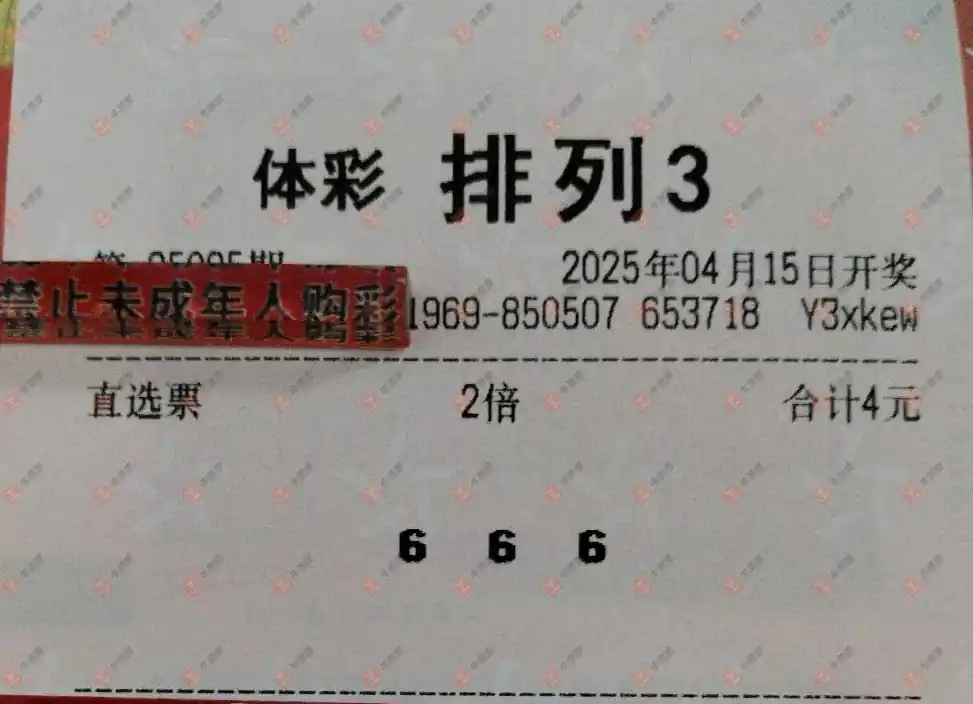 体彩 排列3
2025年04月15日开奖
禁止未成年人购彩
1969-850507 653718 Y3xkew
直选票 2倍 合计4元
6 6 6